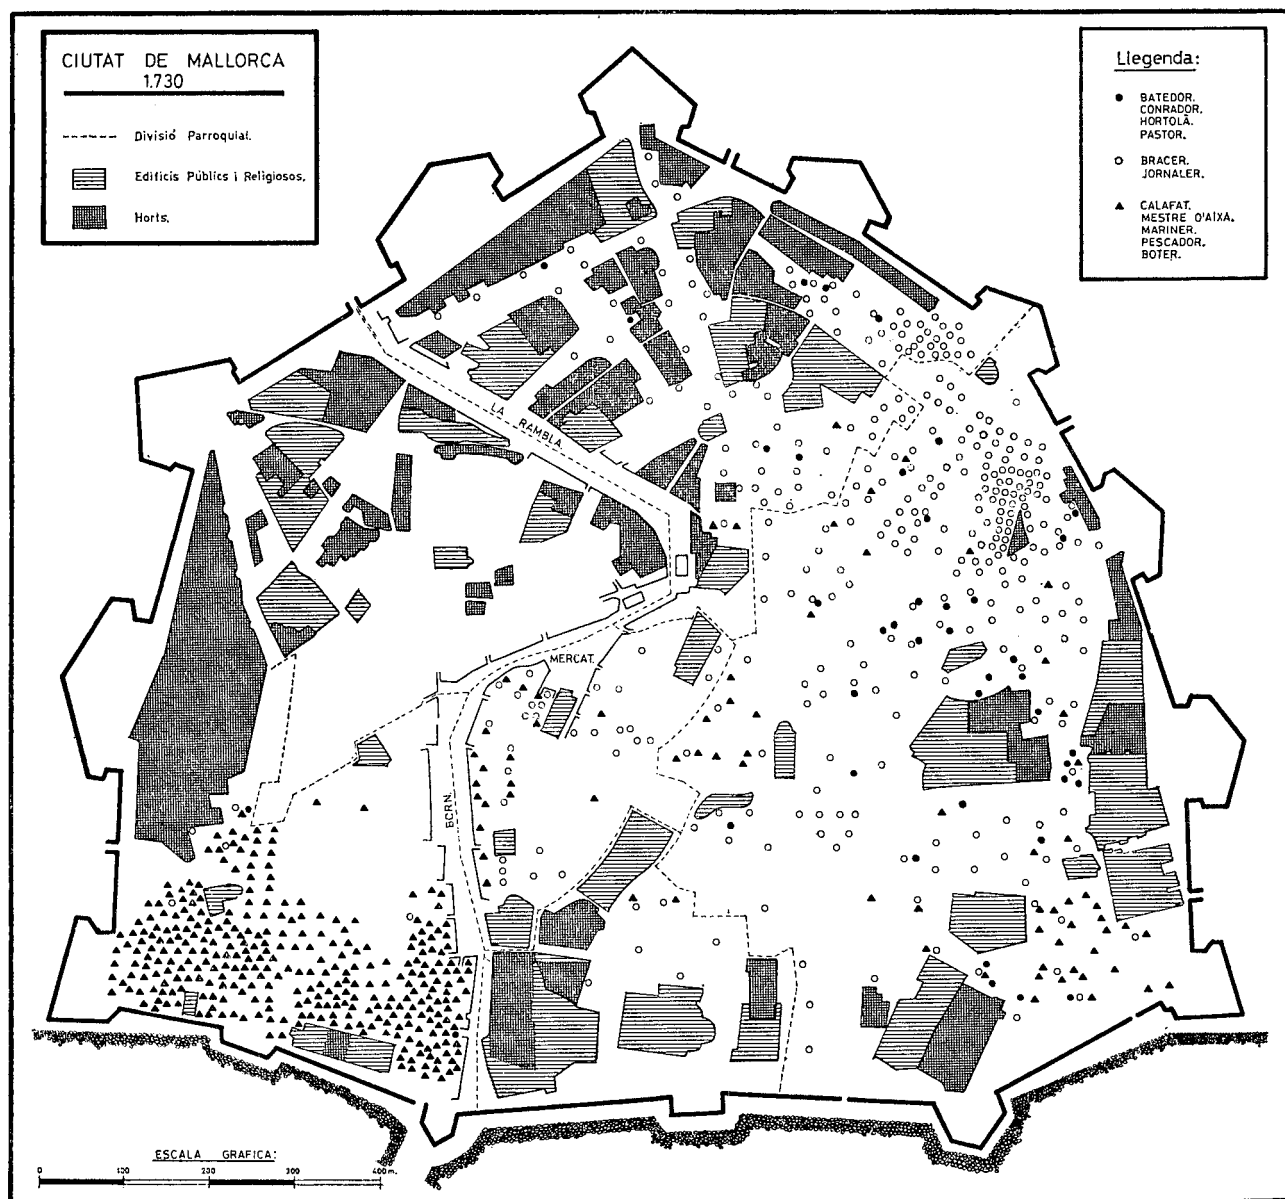 CIUTAT DE MALLORCA
1.730
Divisió Parroquial.
Edificis Públics i Religiosos.
Horts.
Llegenda:
BATEDOR.
CONRADOR.
HORTOLÀ.
PASTOR.
BRACER.
JORNALER.
CALAFAT.
MESTRE D'AIXA.
MARINER.
PESCADOR.
BOTER.
LA RAMBLA.
MERCAT.
BORN.
ESCALA GRAFICA:
0 100 200 300 400 m.